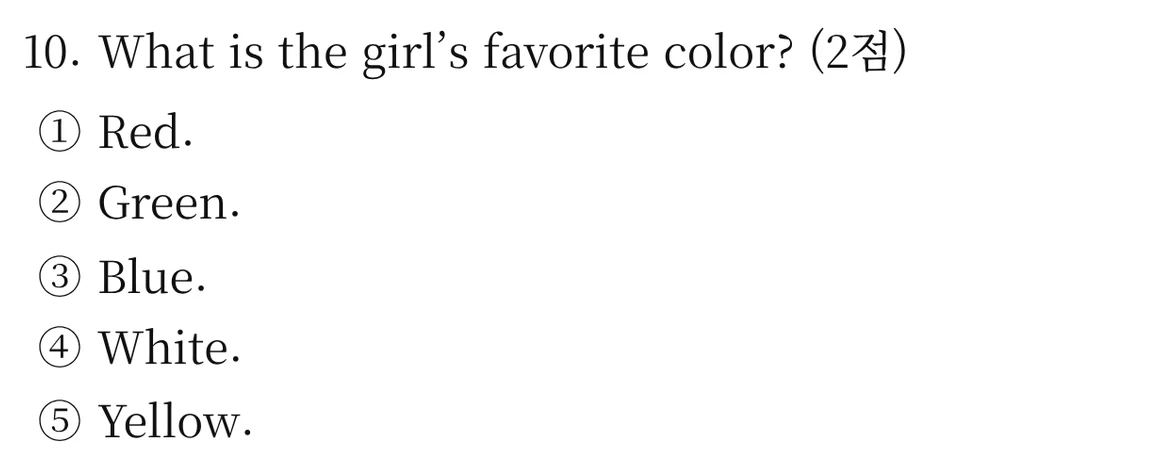 10. What is the girl’s favorite color? (2점)
① Red.
② Green.
③ Blue.
④ White.
⑤ Yellow.